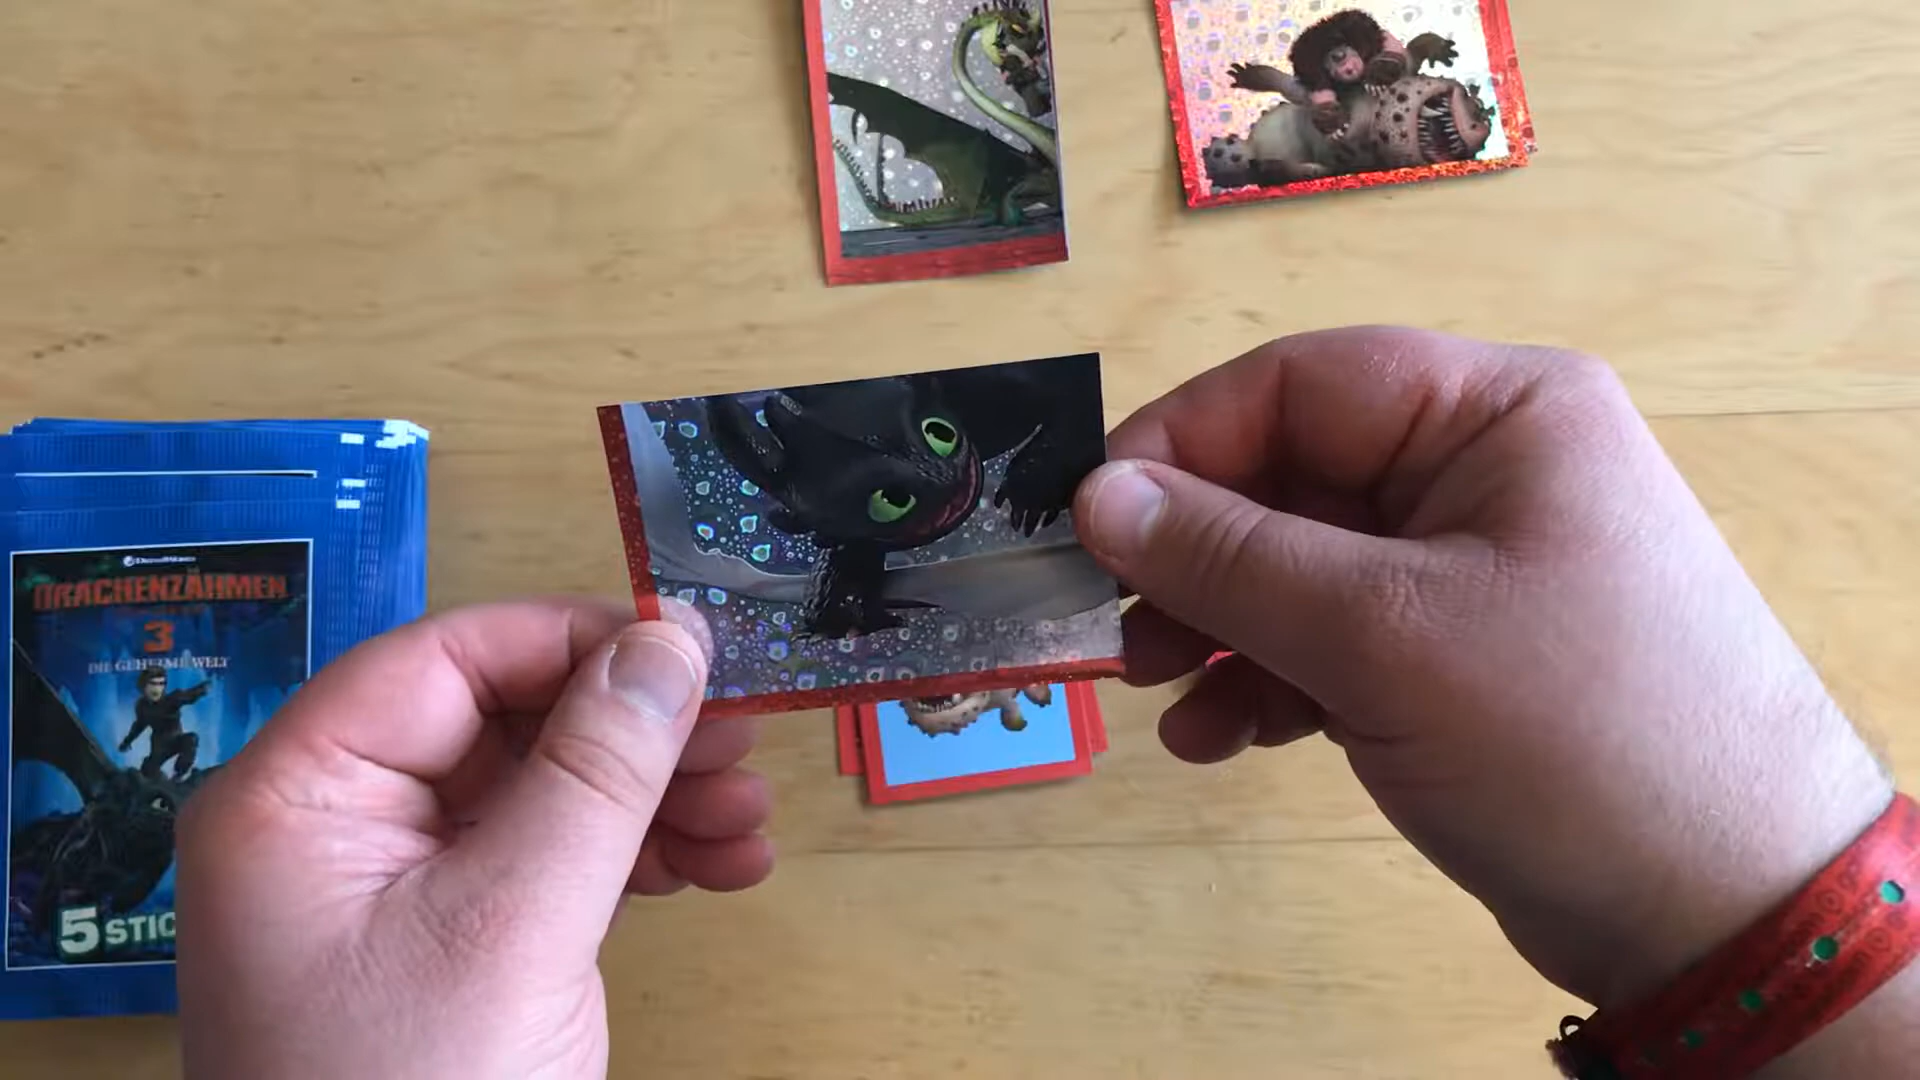 DreamWorks
DRACHENZÄHMEN
3
DIE GEHEIME WELT
5 STIC